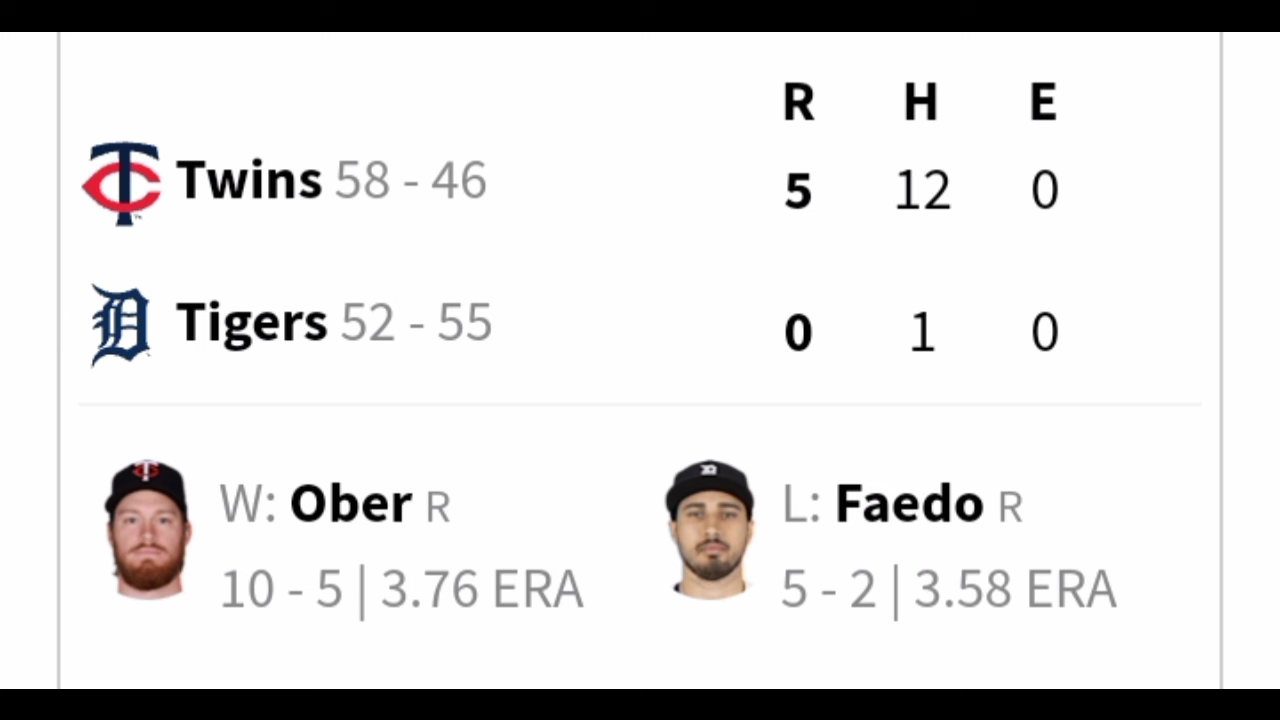 R H E
Twins 58 - 46 5 12 0
Tigers 52 - 55 0 1 0
W: Ober R L: Faedo R
10 - 5 | 3.76 ERA 5 - 2 | 3.58 ERA